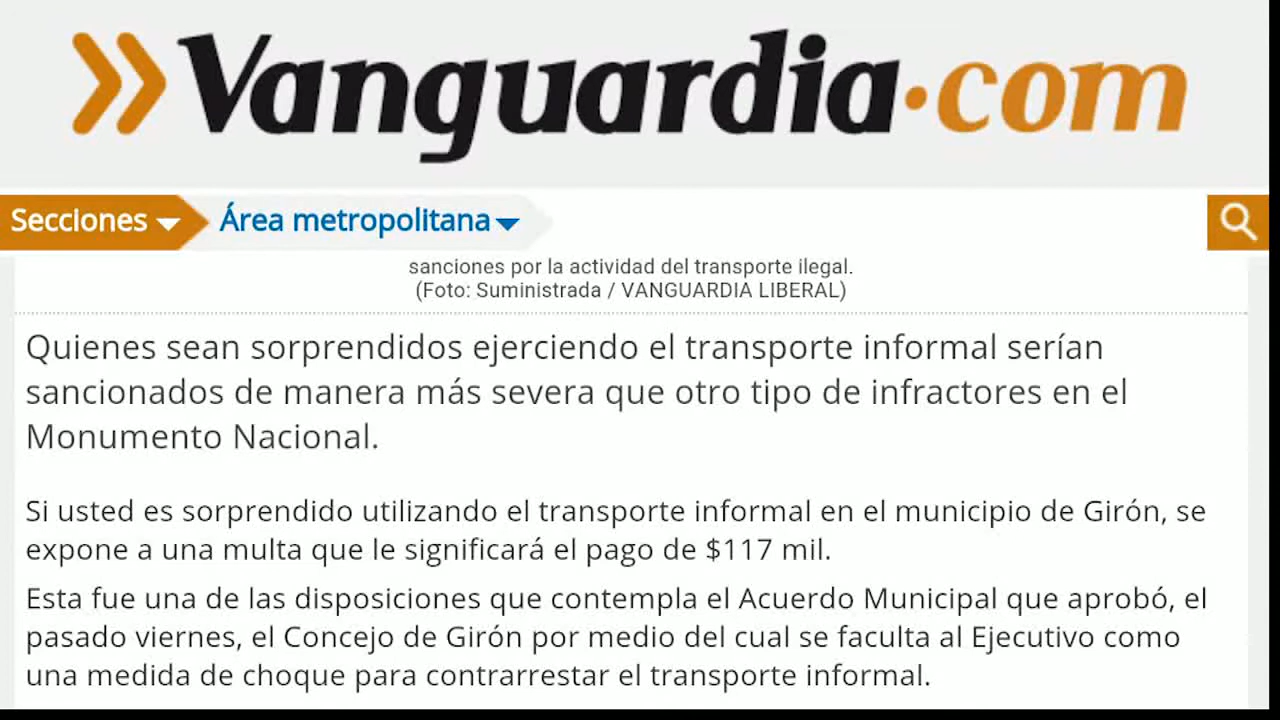 Vanguardia.com
Secciones Área metropolitana
sanciones por la actividad del transporte ilegal.
(Foto: Suministrada / VANGUARDIA LIBERAL)
Quienes sean sorprendidos ejerciendo el transporte informal serían
sancionados de manera más severa que otro tipo de infractores en el
Monumento Nacional.
Si usted es sorprendido utilizando el transporte informal en el municipio de Girón, se
expone a una multa que le significará el pago de $117 mil.
Esta fue una de las disposiciones que contempla el Acuerdo Municipal que aprobó, el
pasado viernes, el Concejo de Girón por medio del cual se faculta al Ejecutivo como
una medida de choque para contrarrestar el transporte informal.